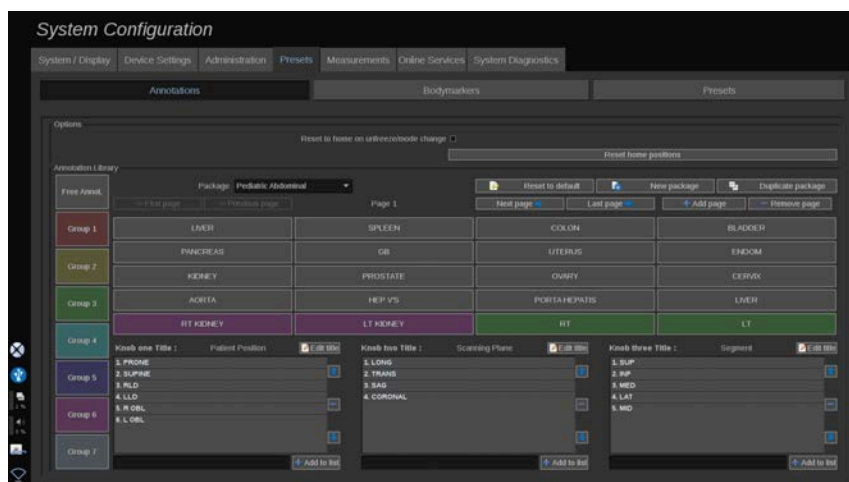 System Configuration
System / Display Device Settings Administration Presets Measurements Online Services System Diagnostics
Annotations Bodymarkers Presets
Options
Reset to home on unfreeze/mode change
Reset home positions
Annotation Library
Free Annot. Package Pediatric Abdominal Reset to default New package Duplicate package
First page Previous page Page 1 Next page Last page Add page Remove page
Group 1 LIVER SPLEEN COLON BLADDER
PANCREAS GB UTERUS ENDOM
Group 2
KIDNEY PROSTATE OVARY CERVIX
Group 3 AORTA HEP V'S PORTA HEPATIS LIVER
RT KIDNEY LT KIDNEY RT LT
Group 4
Knob one Title : Patient Position Edit title Knob two Title : Scanning Plane Edit title Knob three Title : Segment Edit title
1. PRONE 1. LONG 1. SUP
2. SUPINE 2. TRANS 2. INF
Group 5 3. RLD 3. SAG 3. MED
4. LLD 4. CORONAL 4. LAT
5. R OBL 5. MID
Group 6 6. L OBL
Group 7
Add to list Add to list Add to list